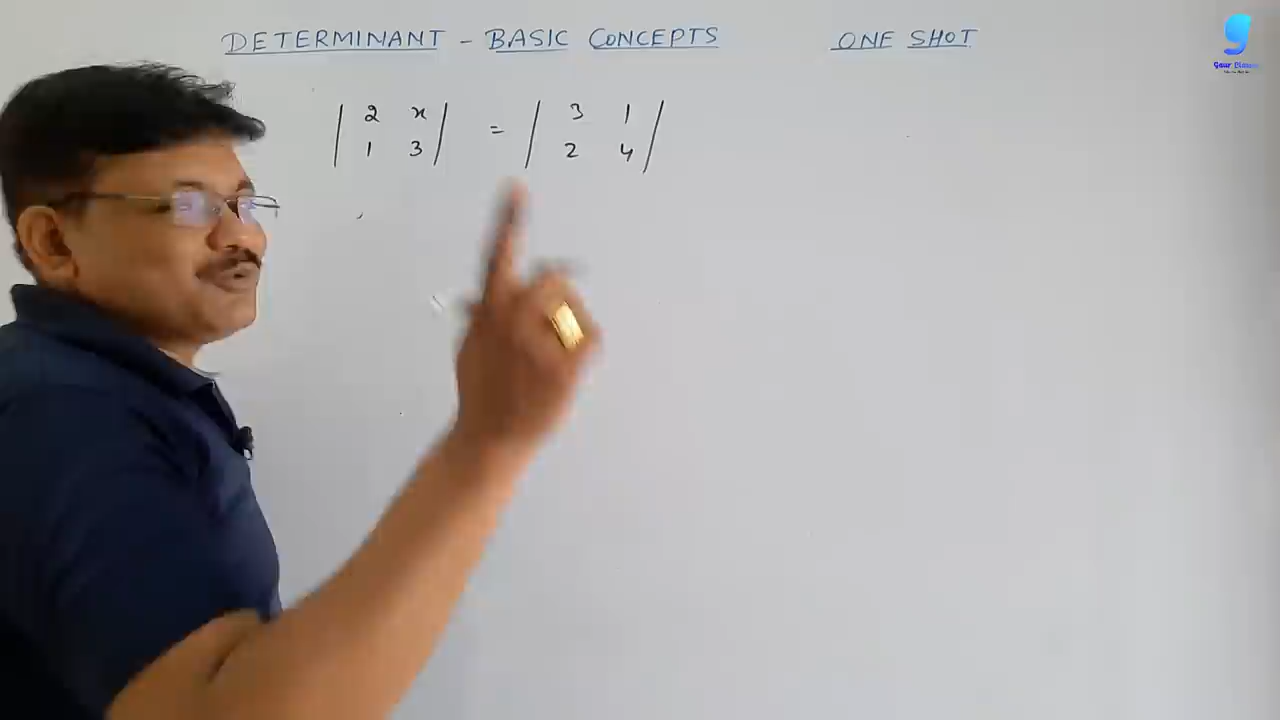 DETERMINANT - BASIC CONCEPTS ONE SHOT
| 2 x | = | 3 1 |
| 1 3 | | 2 4 |